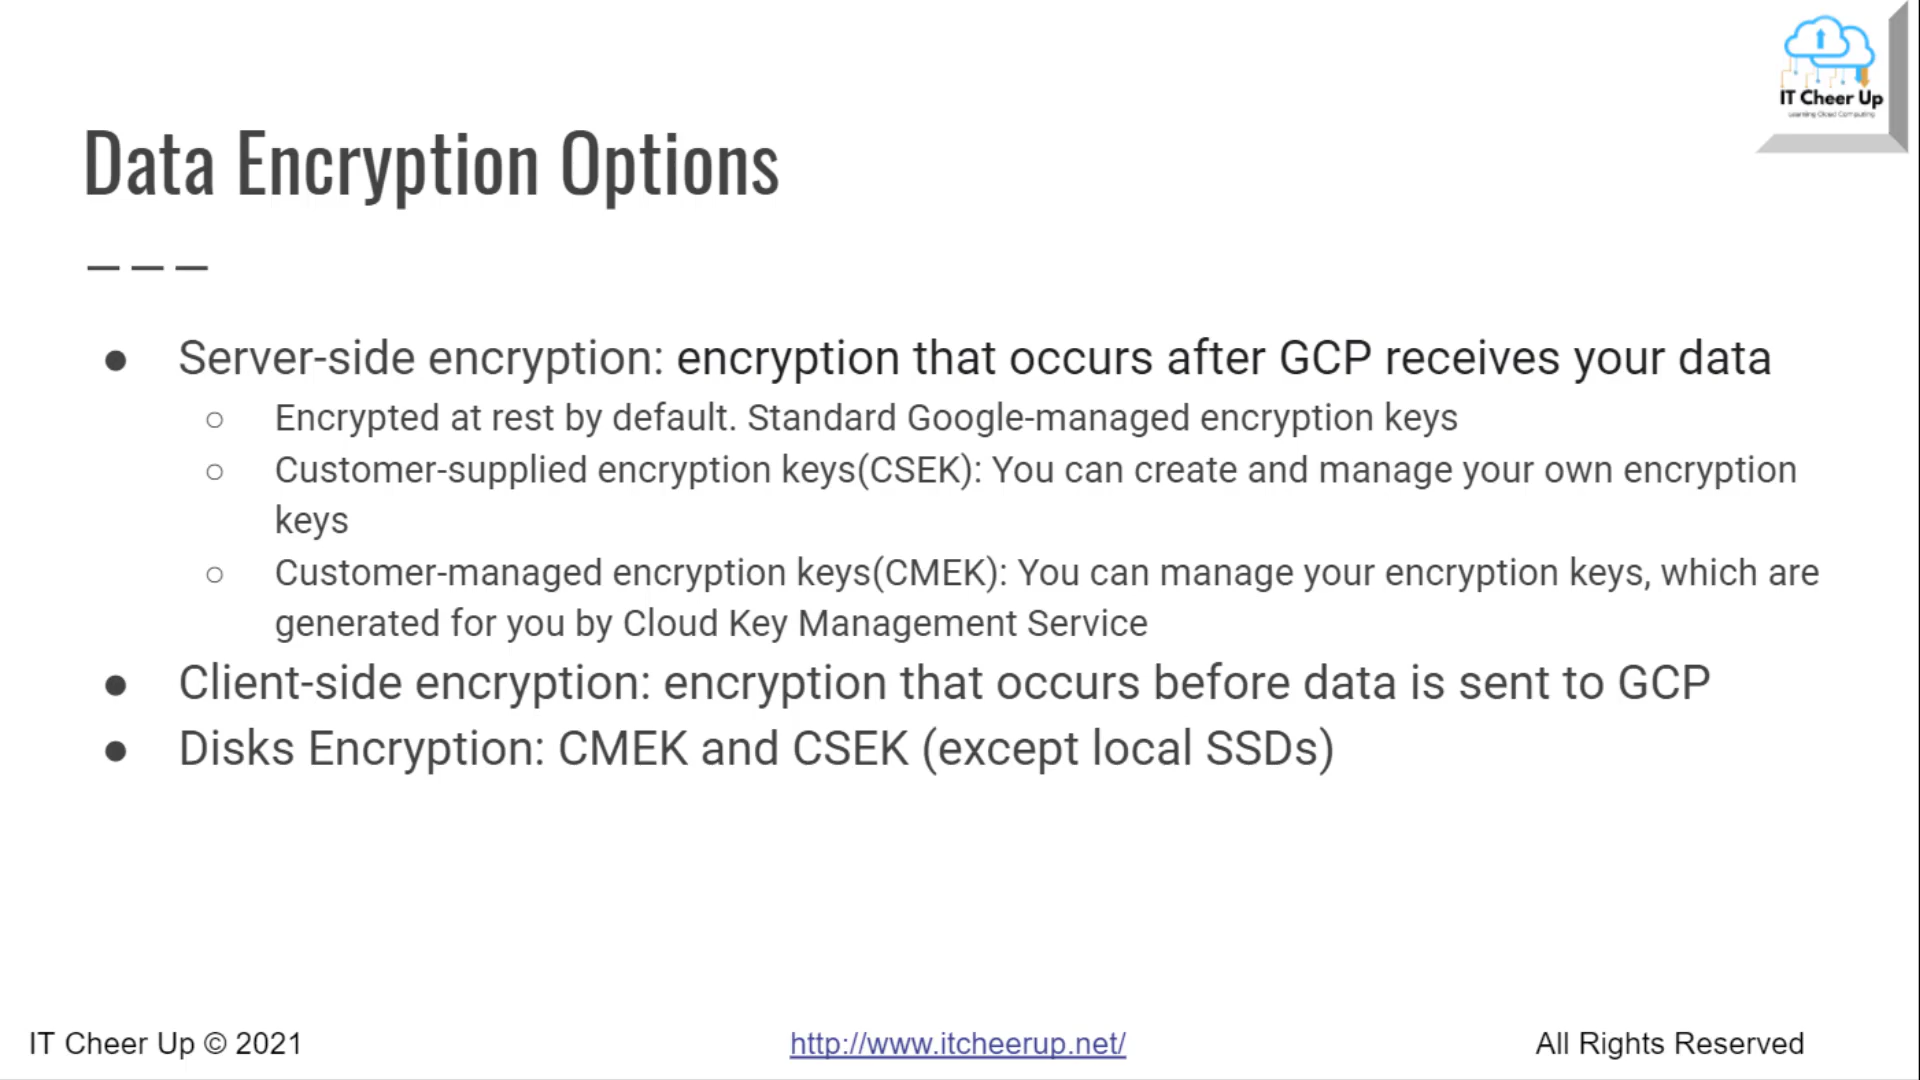 IT Cheer Up
Learning Cloud Computing
Data Encryption Options
● Server-side encryption: encryption that occurs after GCP receives your data
○ Encrypted at rest by default. Standard Google-managed encryption keys
○ Customer-supplied encryption keys(CSEK): You can create and manage your own encryption
keys
○ Customer-managed encryption keys(CMEK): You can manage your encryption keys, which are
generated for you by Cloud Key Management Service
● Client-side encryption: encryption that occurs before data is sent to GCP
● Disks Encryption: CMEK and CSEK (except local SSDs)
IT Cheer Up © 2021
http://www.itcheerup.net/
All Rights Reserved